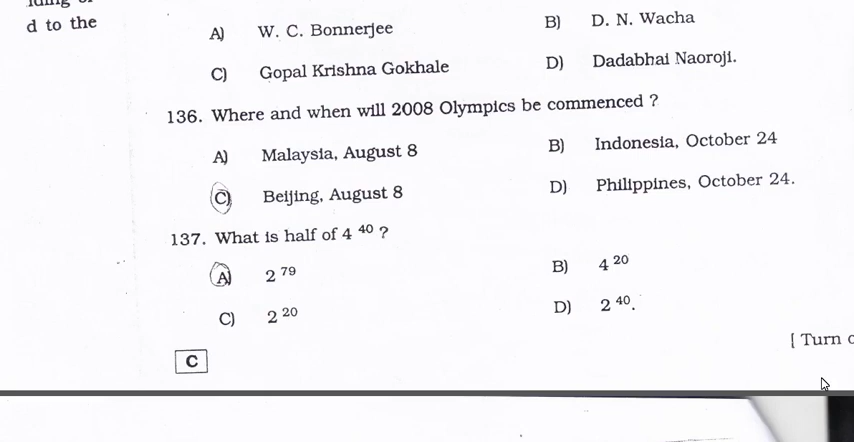 d to the
A) W. C. Bonnerjee B) D. N. Wacha
C) Gopal Krishna Gokhale D) Dadabhai Naoroji.
136. Where and when will 2008 Olympics be commenced ?
A) Malaysia, August 8 B) Indonesia, October 24
C) Beijing, August 8 D) Philippines, October 24.
137. What is half of 4 40 ?
A) 2 79 B) 4 20
C) 2 20 D) 2 40.
[ Turn
C